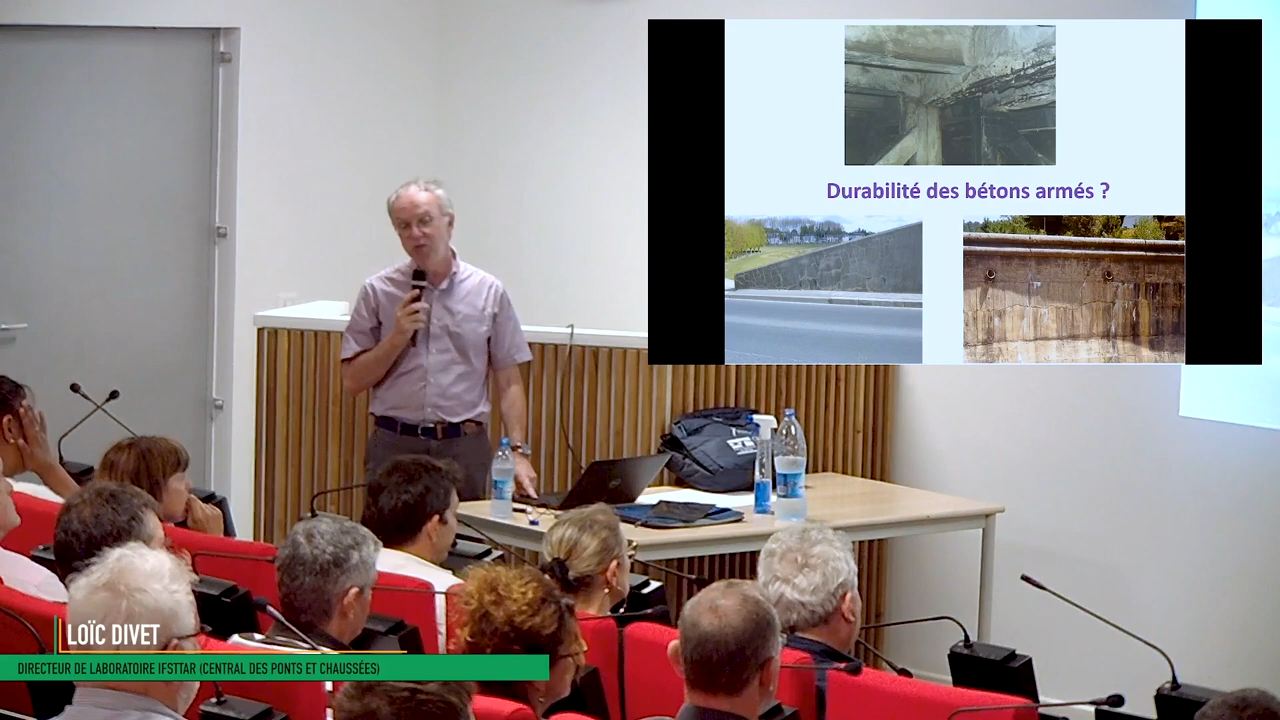 Durabilité des bétons armés ?
LOÏC DIVET
DIRECTEUR DE LABORATOIRE IFSTTAR (CENTRAL DES PONTS ET CHAUSSÉES)